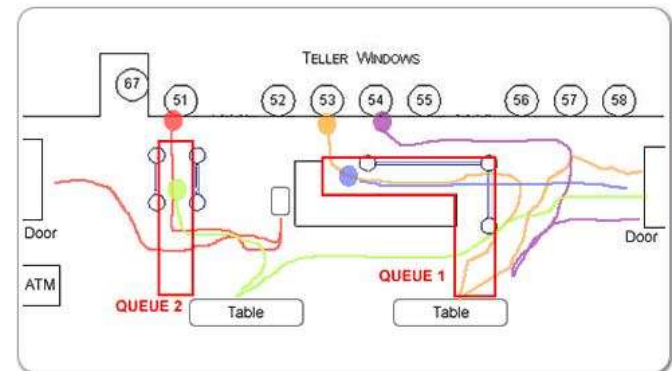 TELLER WINDOWS
67
51
52
53
54
55
56
57
58
Door
Door
ATM
QUEUE 1
QUEUE 2
Table
Table